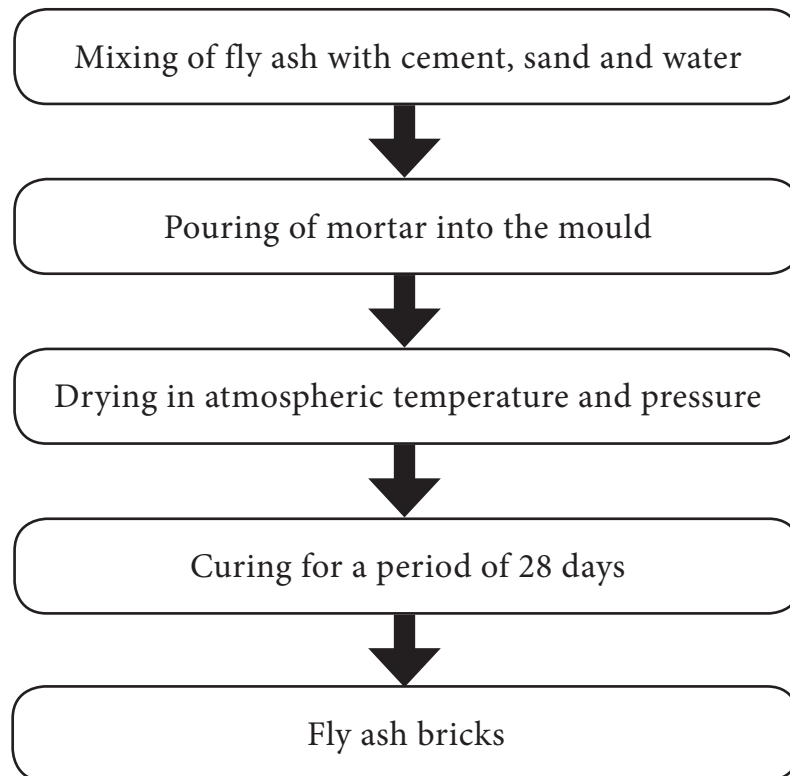 Mixing of fly ash with cement, sand and water
Pouring of mortar into the mould
Drying in atmospheric temperature and pressure
Curing for a period of 28 days
Fly ash bricks